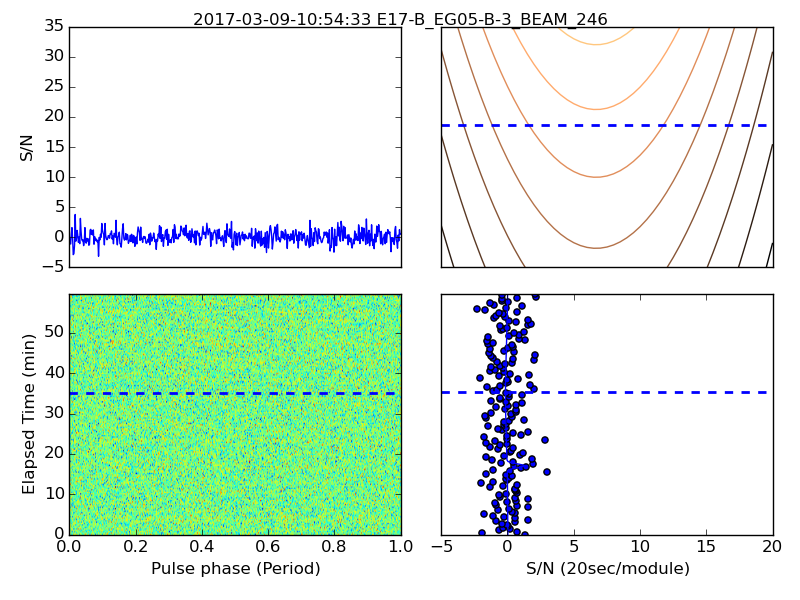 2017-03-09-10:54:33 E17-B_EG05-B-3_BEAM_246
35
30
25
20
15
10
5
0
−5
S/N
50
40
30
20
10
0
Elapsed Time (min)
0.0 0.2 0.4 0.6 0.8 1.0
Pulse phase (Period)
−5 0 5 10 15 20
S/N (20sec/module)